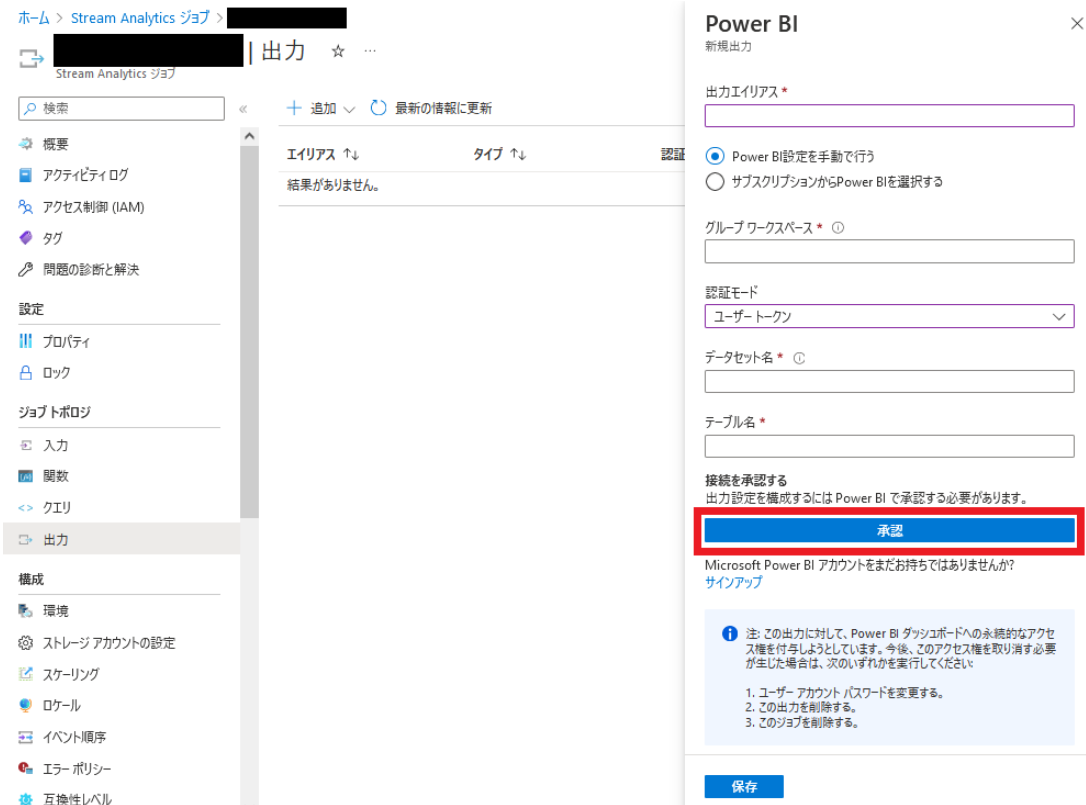 ホーム > Stream Analytics ジョブ >
| 出力 ☆ …
Stream Analytics ジョブ
検索
«
概要
アクティビティ ログ
アクセス制御 (IAM)
タグ
問題の診断と解決
設定
プロパティ
ロック
ジョブ トポロジ
入力
関数
クエリ
出力
構成
環境
ストレージ アカウントの設定
スケーリング
ロケール
イベント順序
エラー ポリシー
互換性レベル
追加
最新の情報に更新
エイリアス ↑↓ タイプ ↑↓ 認証
結果がありません。
Power BI
新規出力
出力エイリアス *
Power BI設定を手動で行う
サブスクリプションからPower BIを選択する
グループ ワークスペース *
認証モード
ユーザー トークン
データセット名 *
テーブル名 *
接続を承認する
出力設定を構成するには Power BI で承認する必要があります。
承認
Microsoft Power BI アカウントをまだお持ちではありませんか?
サインアップ
注: この出力に対して、Power BI ダッシュボードへの永続的なアクセ
ス権を付与しようとしています。今後、このアクセス権を取り消す必要
が生じた場合は、次のいずれかを実行してください:
1. ユーザー アカウント パスワードを変更する。
2. この出力を削除する。
3. このジョブを削除する。
保存